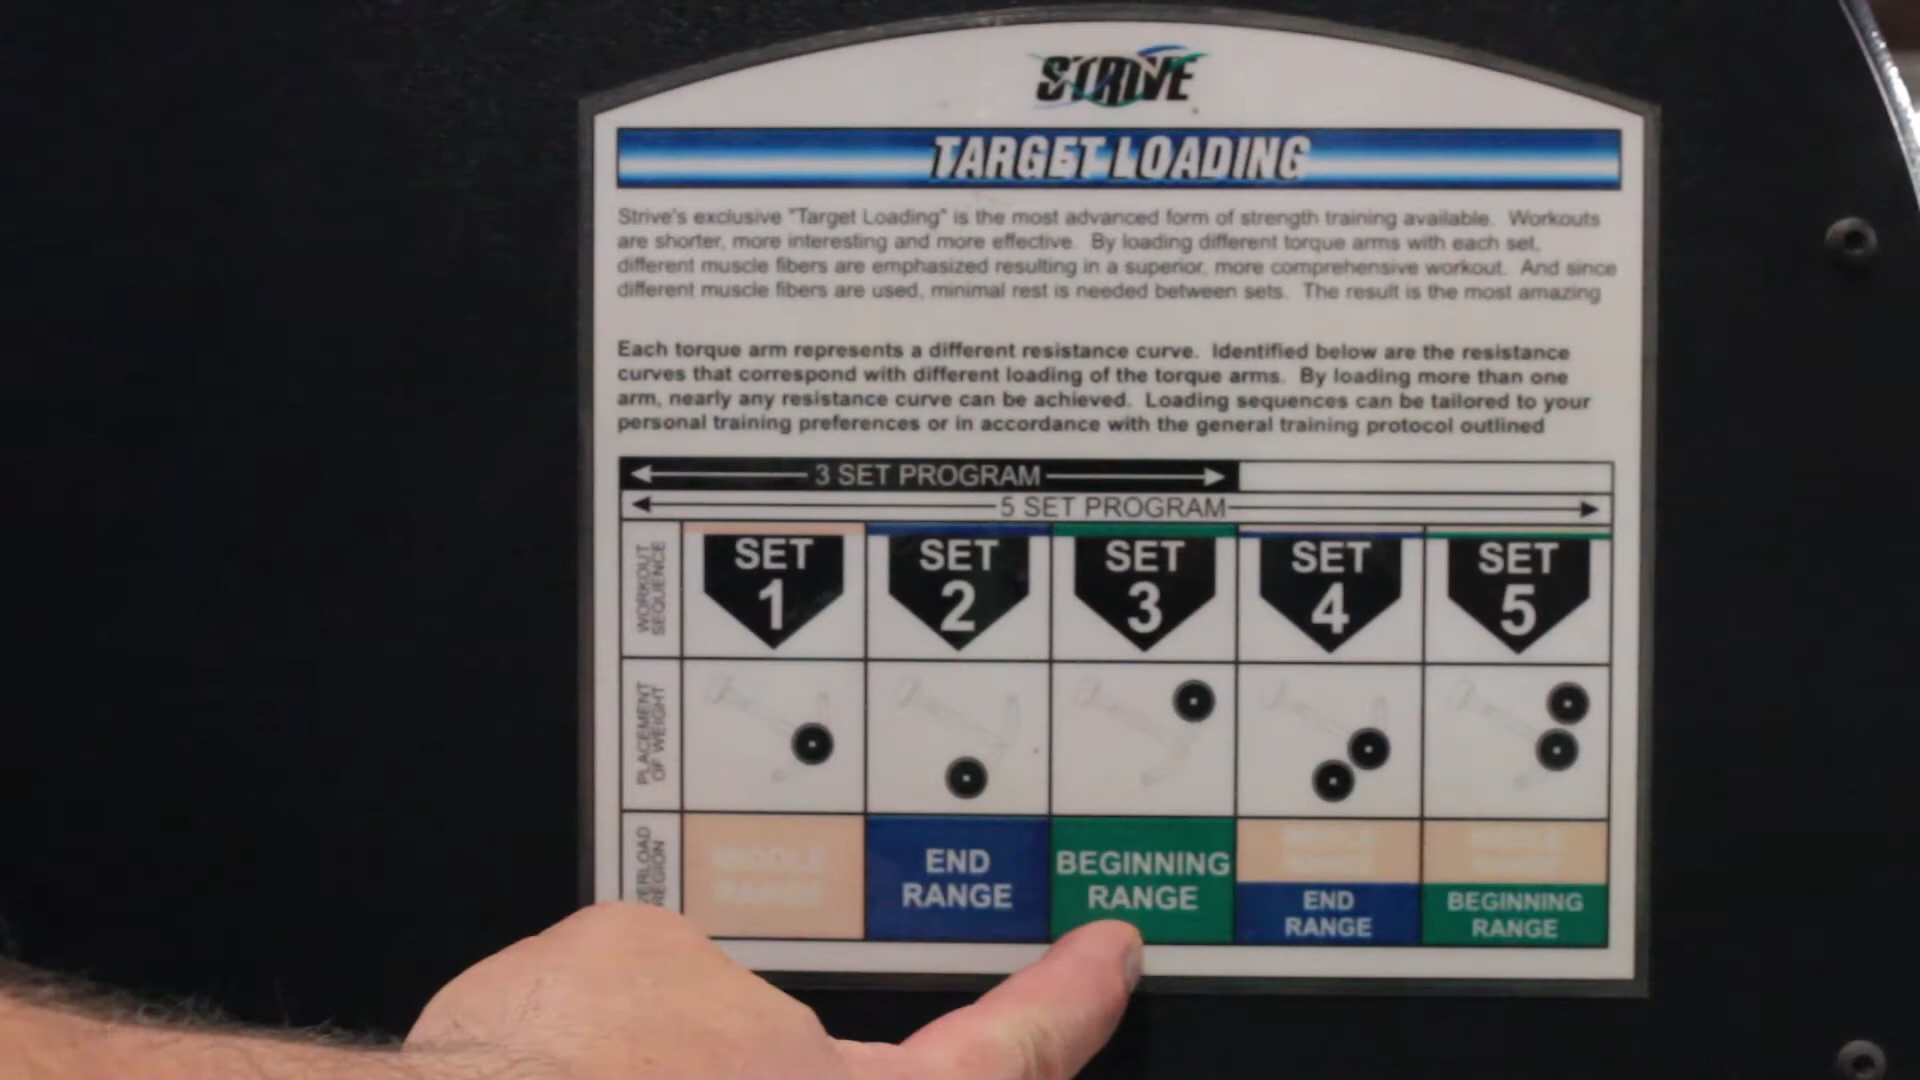 STRIVE
TARGET LOADING
Strive's exclusive "Target Loading" is the most advanced form of strength training available. Workouts
are shorter, more interesting and more effective. By loading different torque arms with each set,
different muscle fibers are emphasized resulting in a superior, more comprehensive workout. And since
different muscle fibers are used, minimal rest is needed between sets. The result is the most amazing
Each torque arm represents a different resistance curve. Identified below are the resistance
curves that correspond with different loading of the torque arms. By loading more than one
arm, nearly any resistance curve can be achieved. Loading sequences can be tailored to your
personal training preferences or in accordance with the general training protocol outlined
3 SET PROGRAM
5 SET PROGRAM
WORKOUT
SEQUENCE
SET
1
SET
2
SET
3
SET
4
SET
5
PLACEMENT
OF WEIGHT
REGION
MIDDLE
RANGE
END
RANGE
BEGINNING
RANGE
MIDDLE
RANGE
END
RANGE
MIDDLE
RANGE
BEGINNING
RANGE